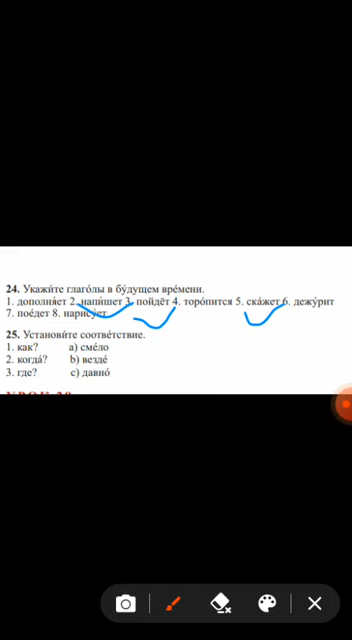 24. Укажи́те глаго́лы в бу́дущем вре́мени.
1. дополня́ет 2. напи́шет 3. пойдёт 4. торо́пится 5. ска́жет 6. дежу́рит
7. пое́дет 8. нарису́ет
25. Установи́те соотве́тствие.
1. как? а) сме́ло
2. когда́? b) везде́
3. где? с) давно́